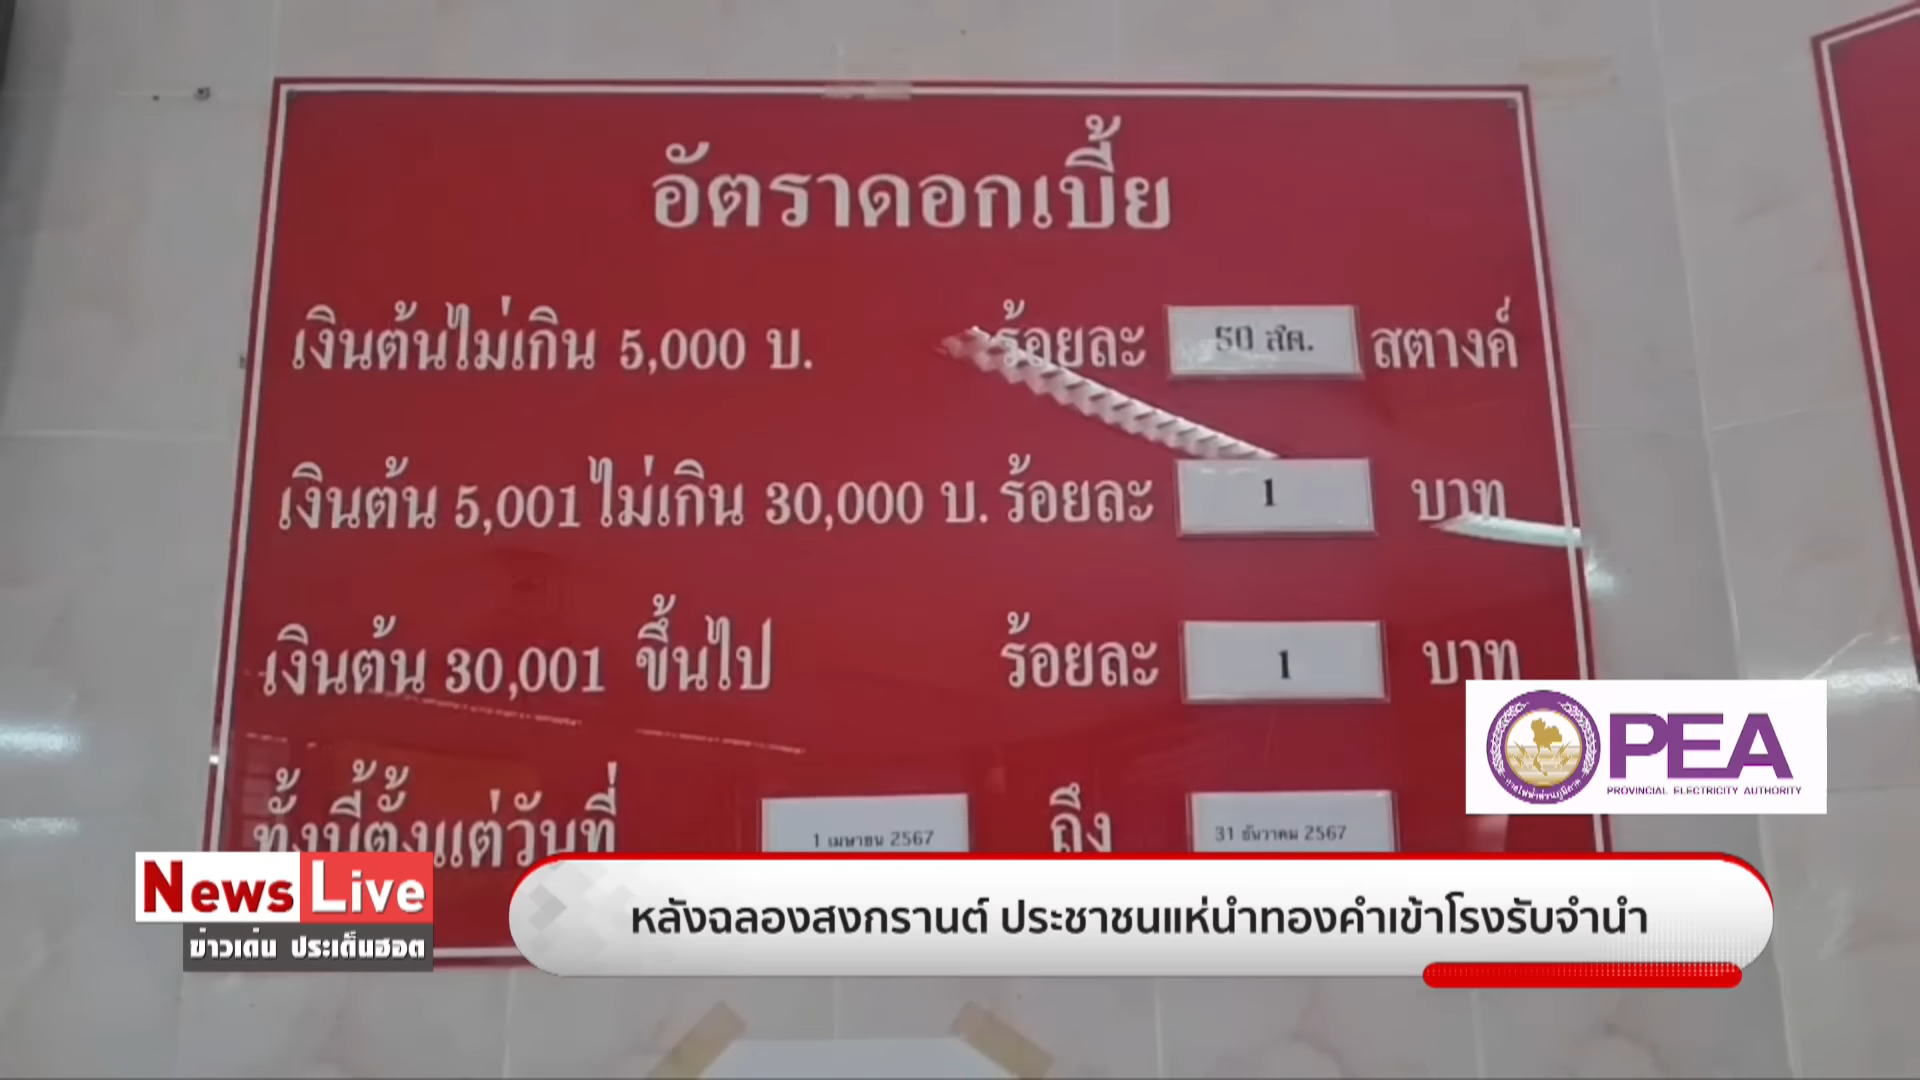 อัตราดอกเบี้ย
เงินต้นไม่เกิน 5,000 บ. ร้อยละ 50 สต. สตางค์
เงินต้น 5,001 ไม่เกิน 30,000 บ. ร้อยละ 1 บาท
เงินต้น 30,001 ขึ้นไป ร้อยละ 1 บาท
PEA
PROVINCIAL ELECTRICITY AUTHORITY
ทั้งนี้ตั้งแต่วันที่ 1 เมษายน 2567 ถึง 31 ธันวาคม 2567
News Live
ข่าวเด่น ประเด็นฮอต
หลังฉลองสงกรานต์ ประชาชนแห่นำทองคำเข้าโรงรับจำนำ